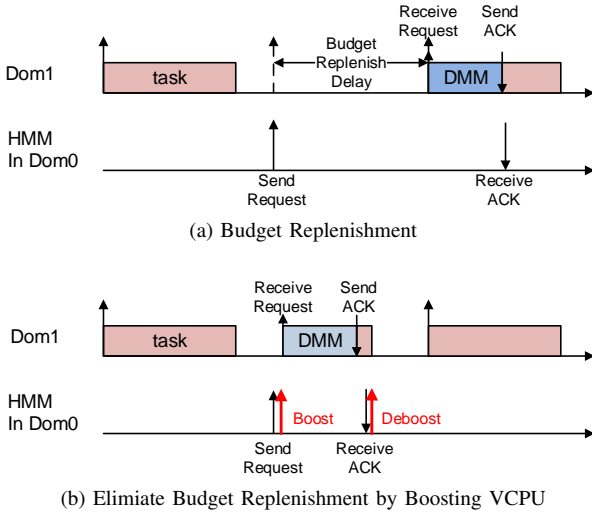 Receive
Request
Send
ACK
Budget
Replenish
Delay
Dom1
task
DMM
HMM
In Dom0
Send
Request
Receive
ACK
(a) Budget Replenishment
Receive
Request
Send
ACK
Dom1
task
DMM
HMM
In Dom0
Boost
Deboost
Send
Request
Receive
ACK
(b) Elimiate Budget Replenishment by Boosting VCPU